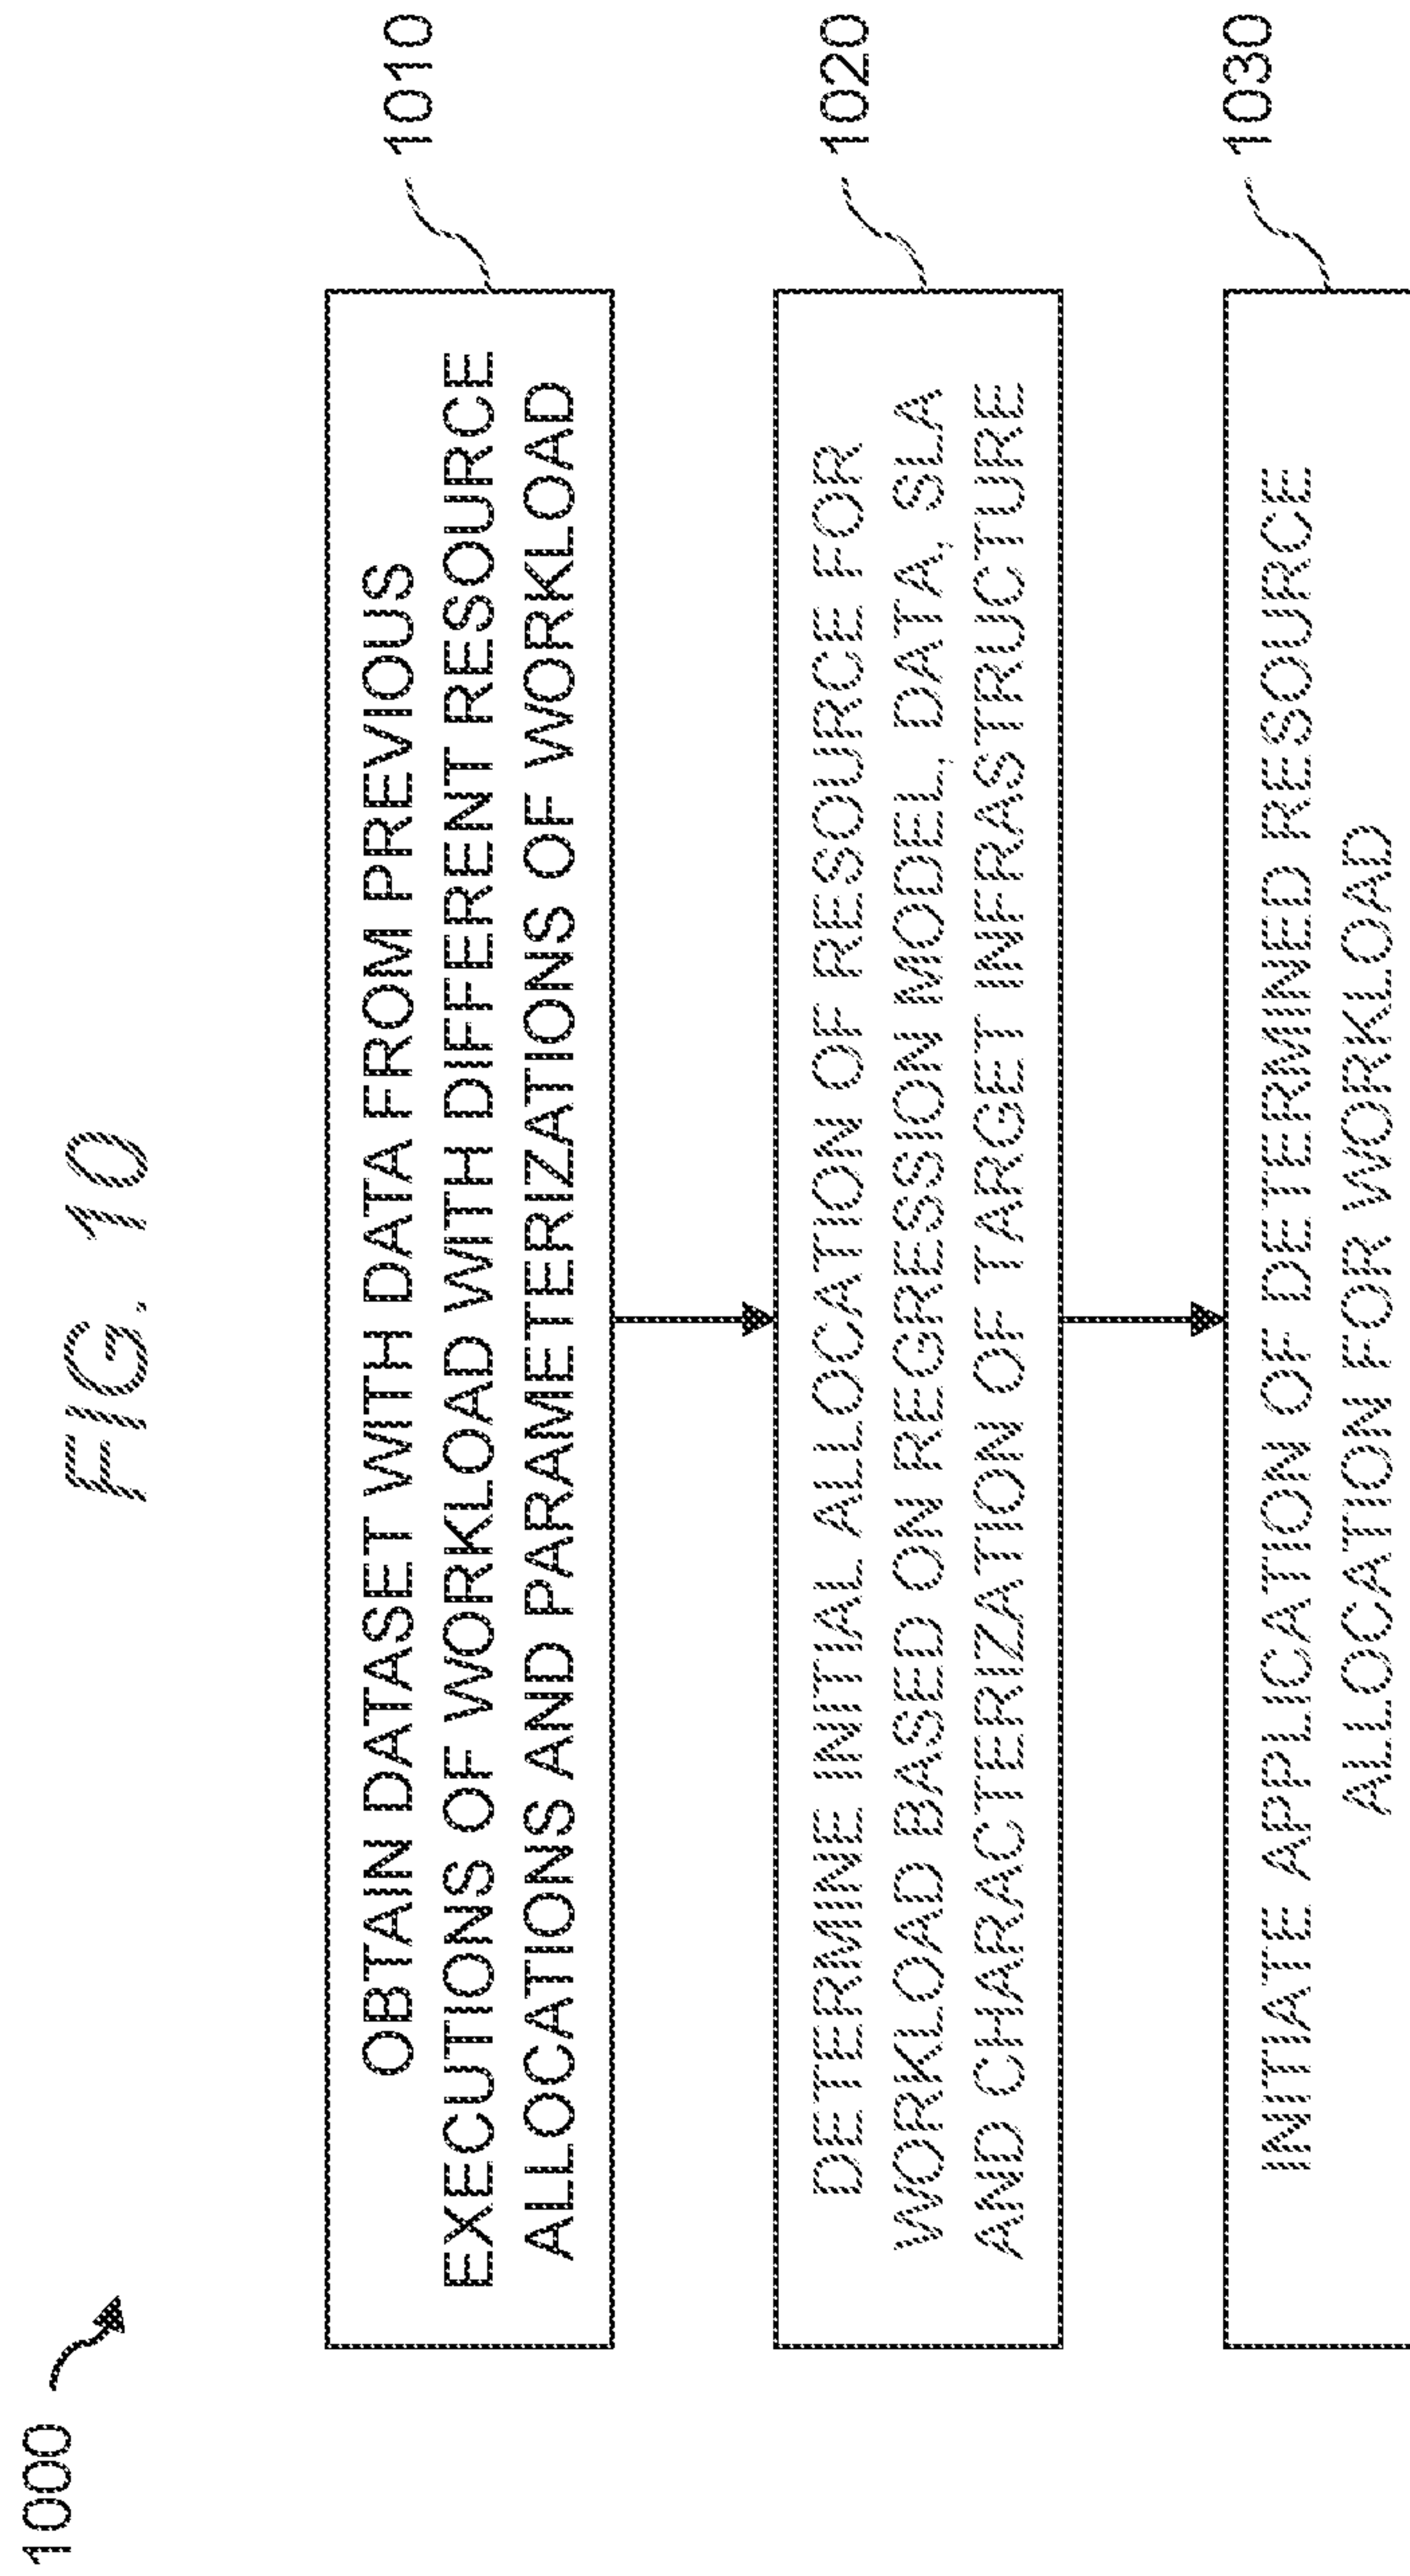 FIG. 10
1000
OBTAIN DATASET WITH DATA FROM PREVIOUS
EXECUTIONS OF WORKLOAD WITH DIFFERENT RESOURCE
ALLOCATIONS AND PARAMETERIZATIONS OF WORKLOAD
1010
DETERMINE INITIAL ALLOCATION OF RESOURCE FOR
WORKLOAD BASED ON REGRESSION MODEL, DATA, SLA
AND CHARACTERIZATION OF TARGET INFRASTRUCTURE
1020
INITIATE APPLICATION OF DETERMINED RESOURCE
ALLOCATION FOR WORKLOAD
1030